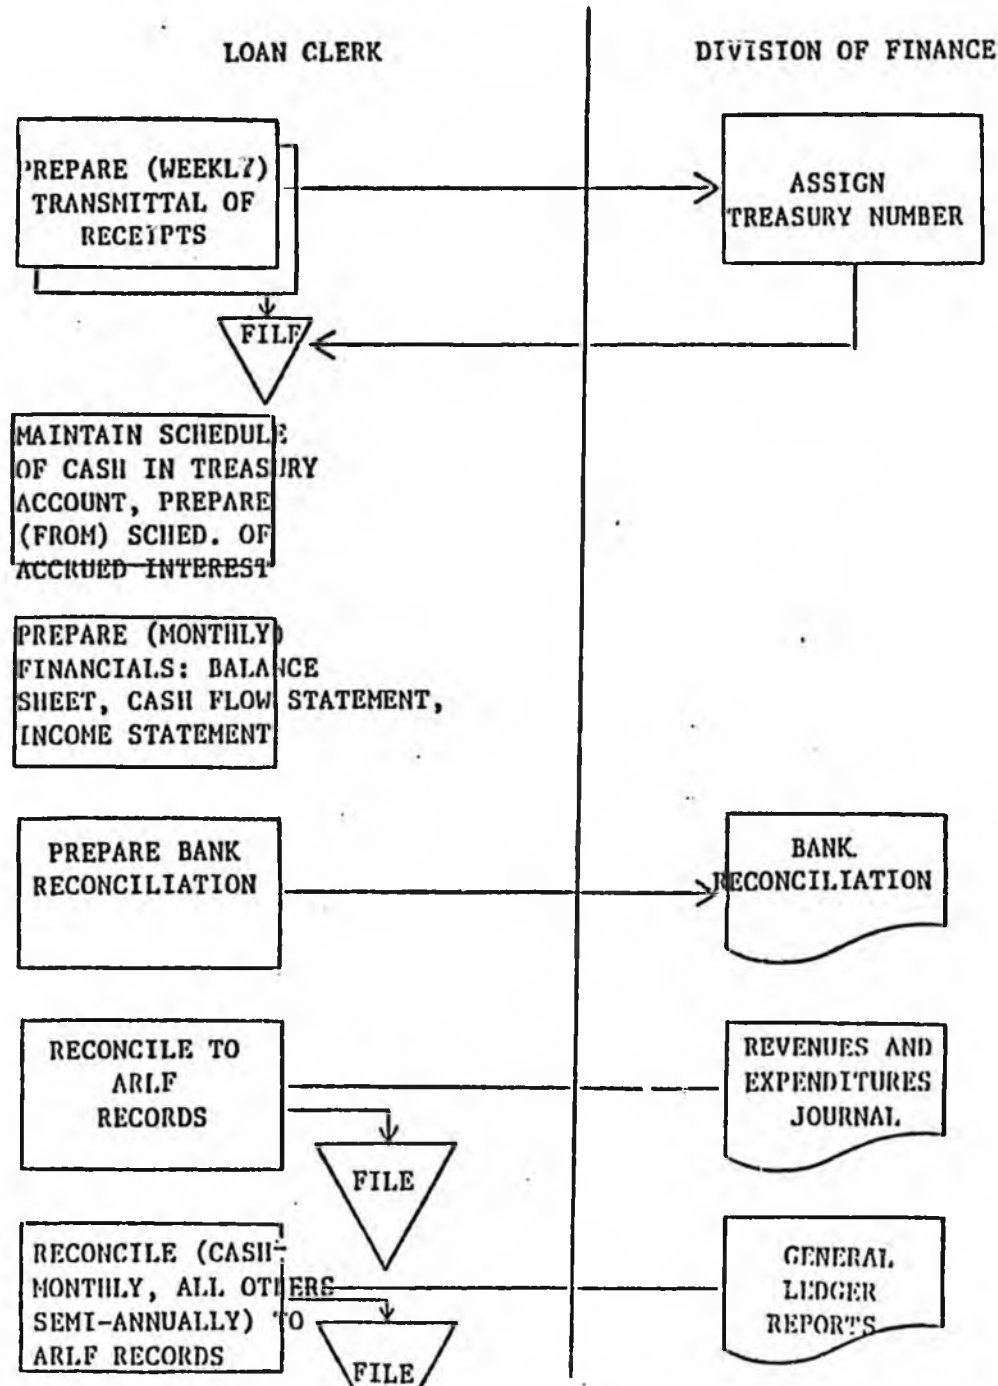 LOAN CLERK
DIVISION OF FINANCE
PREPARE (WEEKLY)
TRANSMITTAL OF
RECEIPTS
ASSIGN
TREASURY NUMBER
FILE
MAINTAIN SCHEDULE
OF CASH IN TREASURY
ACCOUNT, PREPARE
(FROM) SCHED. OF
ACCRUED INTEREST
PREPARE (MONTHLY)
FINANCIALS: BALANCE
SHEET, CASH FLOW STATEMENT,
INCOME STATEMENT
PREPARE BANK
RECONCILIATION
BANK
RECONCILIATION
RECONCILE TO
ARLF
RECORDS
REVENUES AND
EXPENDITURES
JOURNAL
FILE
RECONCILE (CASH-
MONTHLY, ALL OTHERS
SEMI-ANNUALLY) TO
ARLF RECORDS
GENERAL
LEDGER
REPORTS
FILE